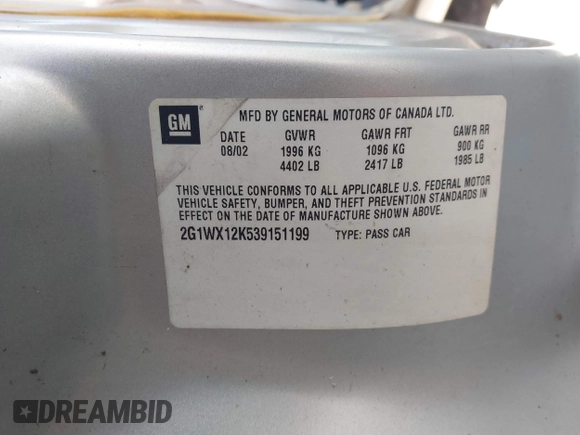 GM
MFD BY GENERAL MOTORS OF CANADA LTD.
DATE GVWR GAWR FRT GAWR RR
08/02 1996 KG 1096 KG 900 KG
4402 LB 2417 LB 1985 LB
THIS VEHICLE CONFORMS TO ALL APPLICABLE U.S. FEDERAL MOTOR
VEHICLE SAFETY, BUMPER, AND THEFT PREVENTION STANDARDS IN
EFFECT ON THE DATE OF MANUFACTURE SHOWN ABOVE.
2G1WX12K539151199 TYPE: PASS CAR
DREAMBID